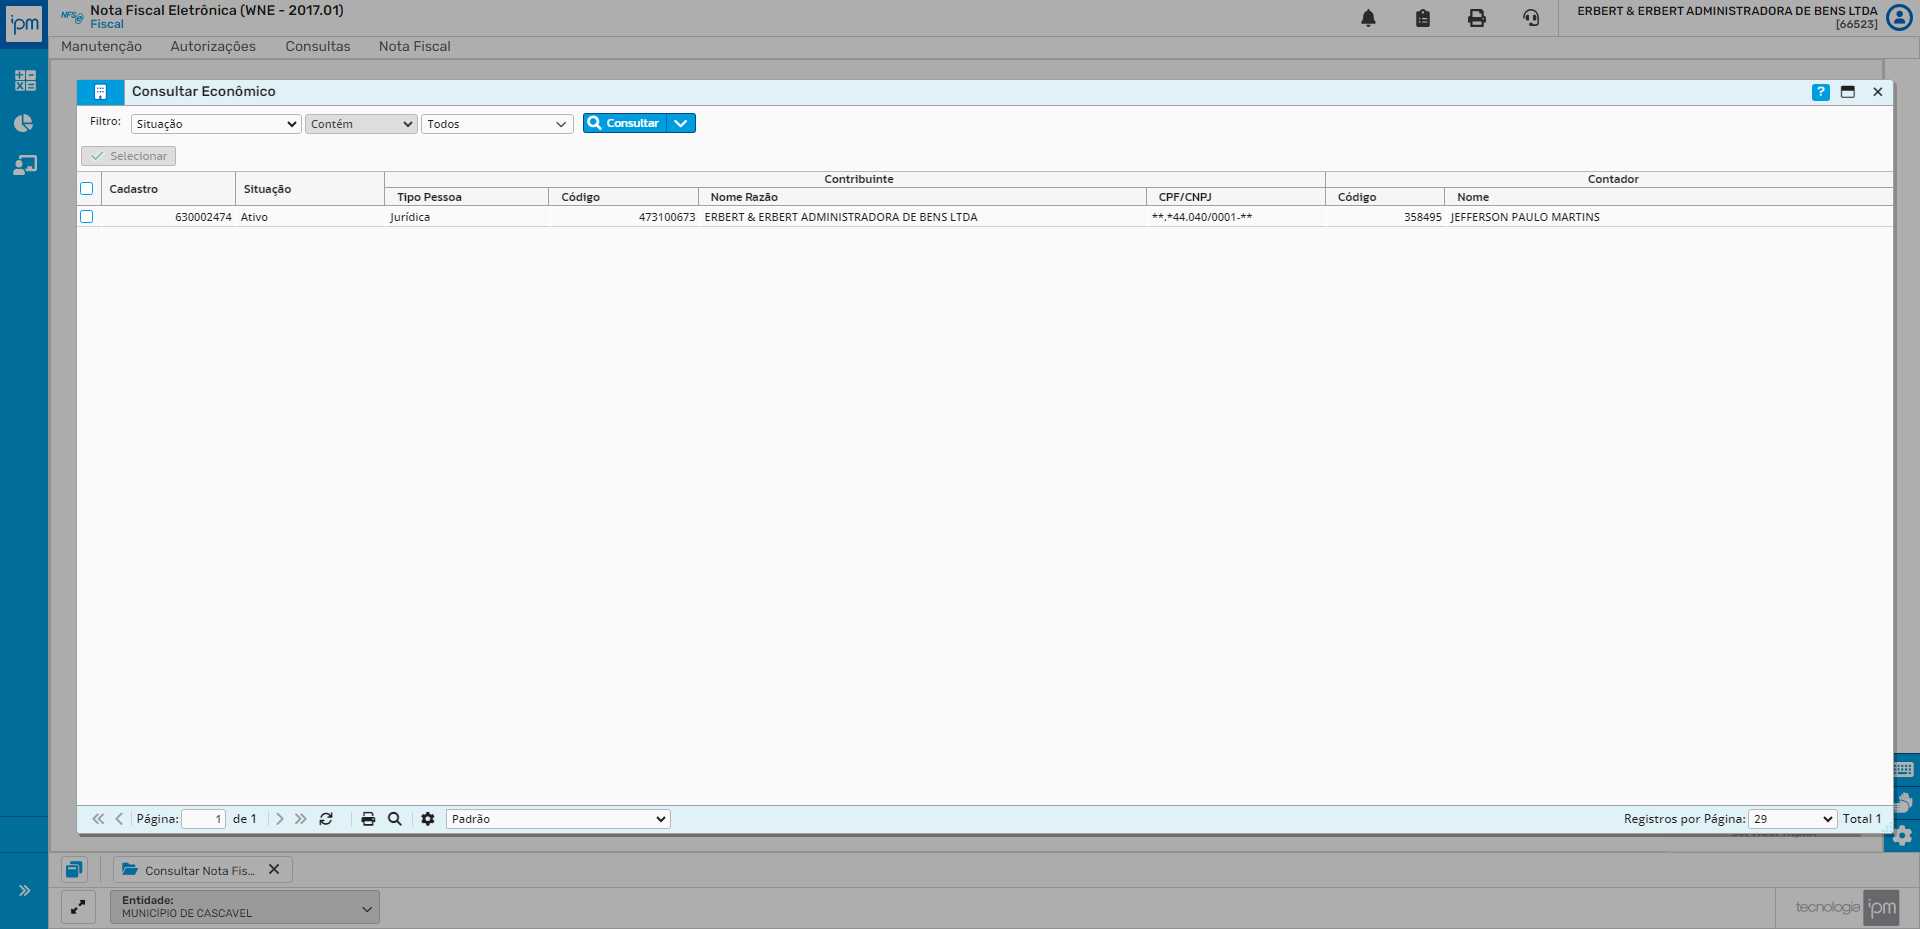 ipm
NFS-e
Nota Fiscal Eletrônica (WNE - 2017.01)
Fiscal
ERBERT & ERBERT ADMINISTRADORA DE BENS LTDA
[66523]
Manutenção Autorizações Consultas Nota Fiscal
Consultar Econômico
?
Filtro: Situação Contém Todos Consultar
Selecionar
Contribuinte Contador
Cadastro Situação Tipo Pessoa Código Nome Razão CPF/CNPJ Código Nome
630002474 Ativo Jurídica 473100673 ERBERT & ERBERT ADMINISTRADORA DE BENS LTDA **.*44.040/0001-** 358495 JEFFERSON PAULO MARTINS
Página: 1 de 1 Padrão Registros por Página: 29 Total 1
Consultar Nota Fis...
Entidade:
MUNICÍPIO DE CASCAVEL
tecnologia ipm